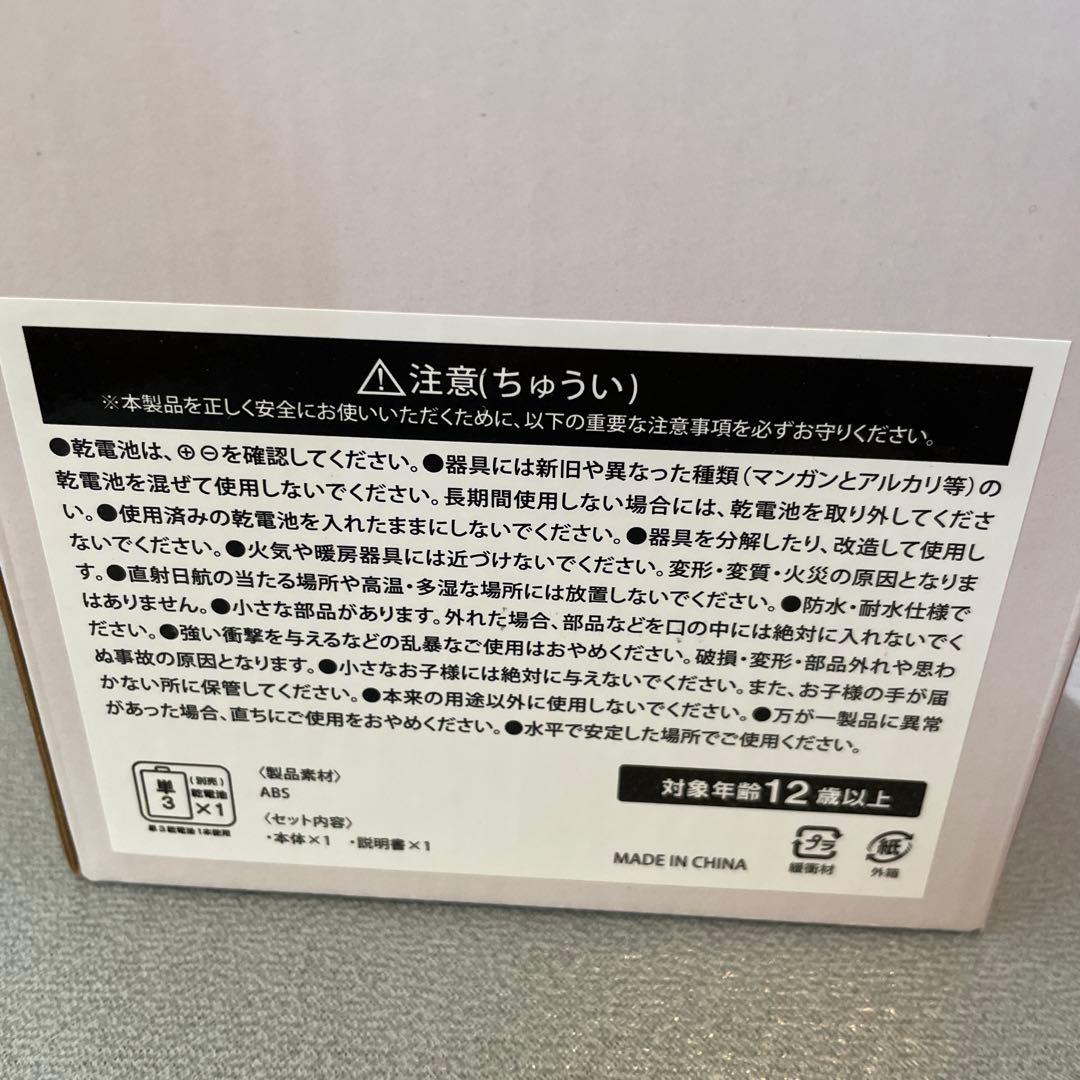 ⚠注意(ちゅうい)
※本製品を正しく安全にお使いいただくために、以下の重要な注意事項を必ずお守りください。
●乾電池は、⊕⊖を確認してください。●器具には新旧や異なった種類(マンガンとアルカリ等)の
乾電池を混ぜて使用しないでください。長期間使用しない場合には、乾電池を取り外してくださ
い。●使用済みの乾電池を入れたままにしないでください。●器具を分解したり、改造して使用し
ないでください。●火気や暖房器具には近づけないでください。変形・変質・火災の原因となりま
す。●直射日航の当たる場所や高温・多湿な場所には放置しないでください。●防水・耐水仕様で
はありません。●小さな部品があります。外れた場合、部品などを口の中には絶対に入れないでく
ださい。●強い衝撃を与えるなどの乱暴なご使用はおやめください。破損・変形・部品外れや思わ
ぬ事故の原因となります。●小さなお子様には絶対に与えないでください。また、お子様の手が届
かない所に保管してください。●本来の用途以外に使用しないでください。●万が一製品に異常
があった場合、直ちにご使用をおやめください。●水平で安定した場所でご使用ください。
単3
(別売)
乾電池
×1
単3乾電池1本使用
〈製品素材〉
ABS
〈セット内容〉
・本体×1 ・説明書×1
対象年齢12歳以上
MADE IN CHINA
プラ
緩衝材
紙
外箱